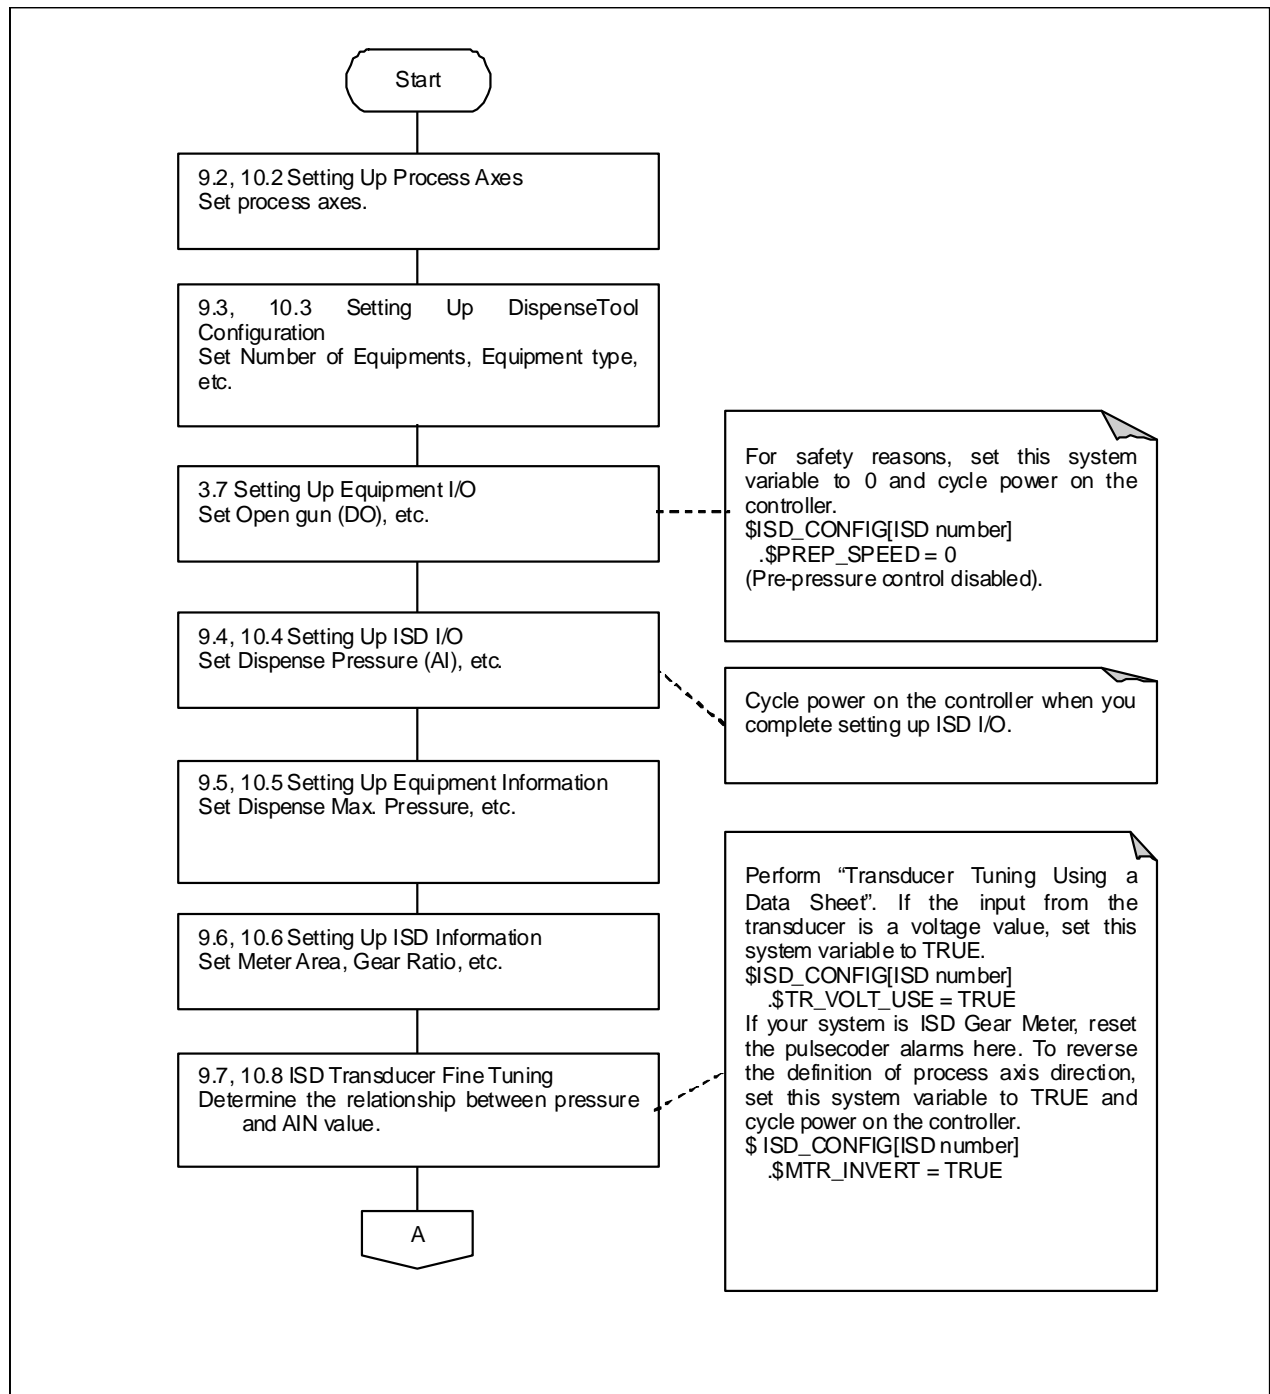 Start
9.2, 10.2 Setting Up Process Axes
Set process axes.
9.3, 10.3 Setting Up DispenseTool
Configuration
Set Number of Equipments, Equipment type,
etc.
3.7 Setting Up Equipment I/O
Set Open gun (DO), etc.
For safety reasons, set this system
variable to 0 and cycle power on the
controller.
$ISD_CONFIG[ISD number]
.$PREP_SPEED = 0
(Pre-pressure control disabled).
9.4, 10.4 Setting Up ISD I/O
Set Dispense Pressure (AI), etc.
Cycle power on the controller when you
complete setting up ISD I/O.
9.5, 10.5 Setting Up Equipment Information
Set Dispense Max. Pressure, etc.
9.6, 10.6 Setting Up ISD Information
Set Meter Area, Gear Ratio, etc.
9.7, 10.8 ISD Transducer Fine Tuning
Determine the relationship between pressure
and AIN value.
Perform “Transducer Tuning Using a
Data Sheet”. If the input from the
transducer is a voltage value, set this
system variable to TRUE.
$ISD_CONFIG[ISD number]
.$TR_VOLT_USE = TRUE
If your system is ISD Gear Meter, reset
the pulsecoder alarms here. To reverse
the definition of process axis direction,
set this system variable to TRUE and
cycle power on the controller.
$ ISD_CONFIG[ISD number]
.$MTR_INVERT = TRUE
A